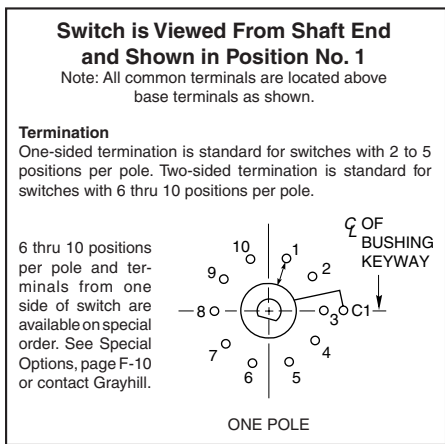 Switch is Viewed From Shaft End
and Shown in Position No. 1
Note: All common terminals are located above
base terminals as shown.
Termination
One-sided termination is standard for switches with 2 to 5
positions per pole. Two-sided termination is standard for
switches with 6 thru 10 positions per pole.
6 thru 10 positions
per pole and ter-
minals from one
side of switch are
available on special
order. See Special
Options, page F-10
or contact Grayhill.
℄ OF
BUSHING
KEYWAY
10
1
9
2
8
3
C1
7
4
6
5
ONE POLE